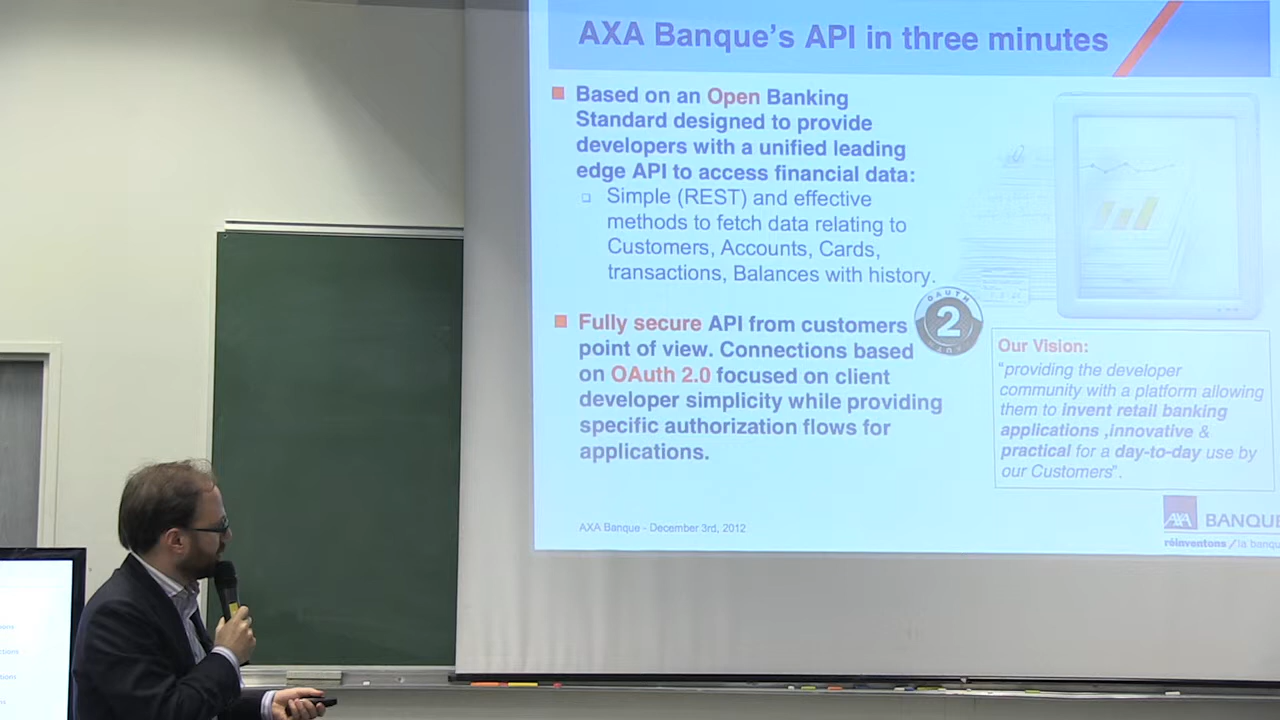 AXA Banque's API in three minutes
Based on an Open Banking
Standard designed to provide
developers with a unified leading
edge API to access financial data:
Simple (REST) and effective
methods to fetch data relating to
Customers, Accounts, Cards,
transactions, Balances with history.
Fully secure API from customers
point of view. Connections based
on OAuth 2.0 focused on client
developer simplicity while providing
specific authorization flows for
applications.
OAUTH
2
Our Vision:
“providing the developer
community with a platform allowing
them to invent retail banking
applications ,innovative &
practical for a day-to-day use by
our Customers”.
AXA Banque - December 3rd, 2012
AXA BANQUE
réinventons / la banqu